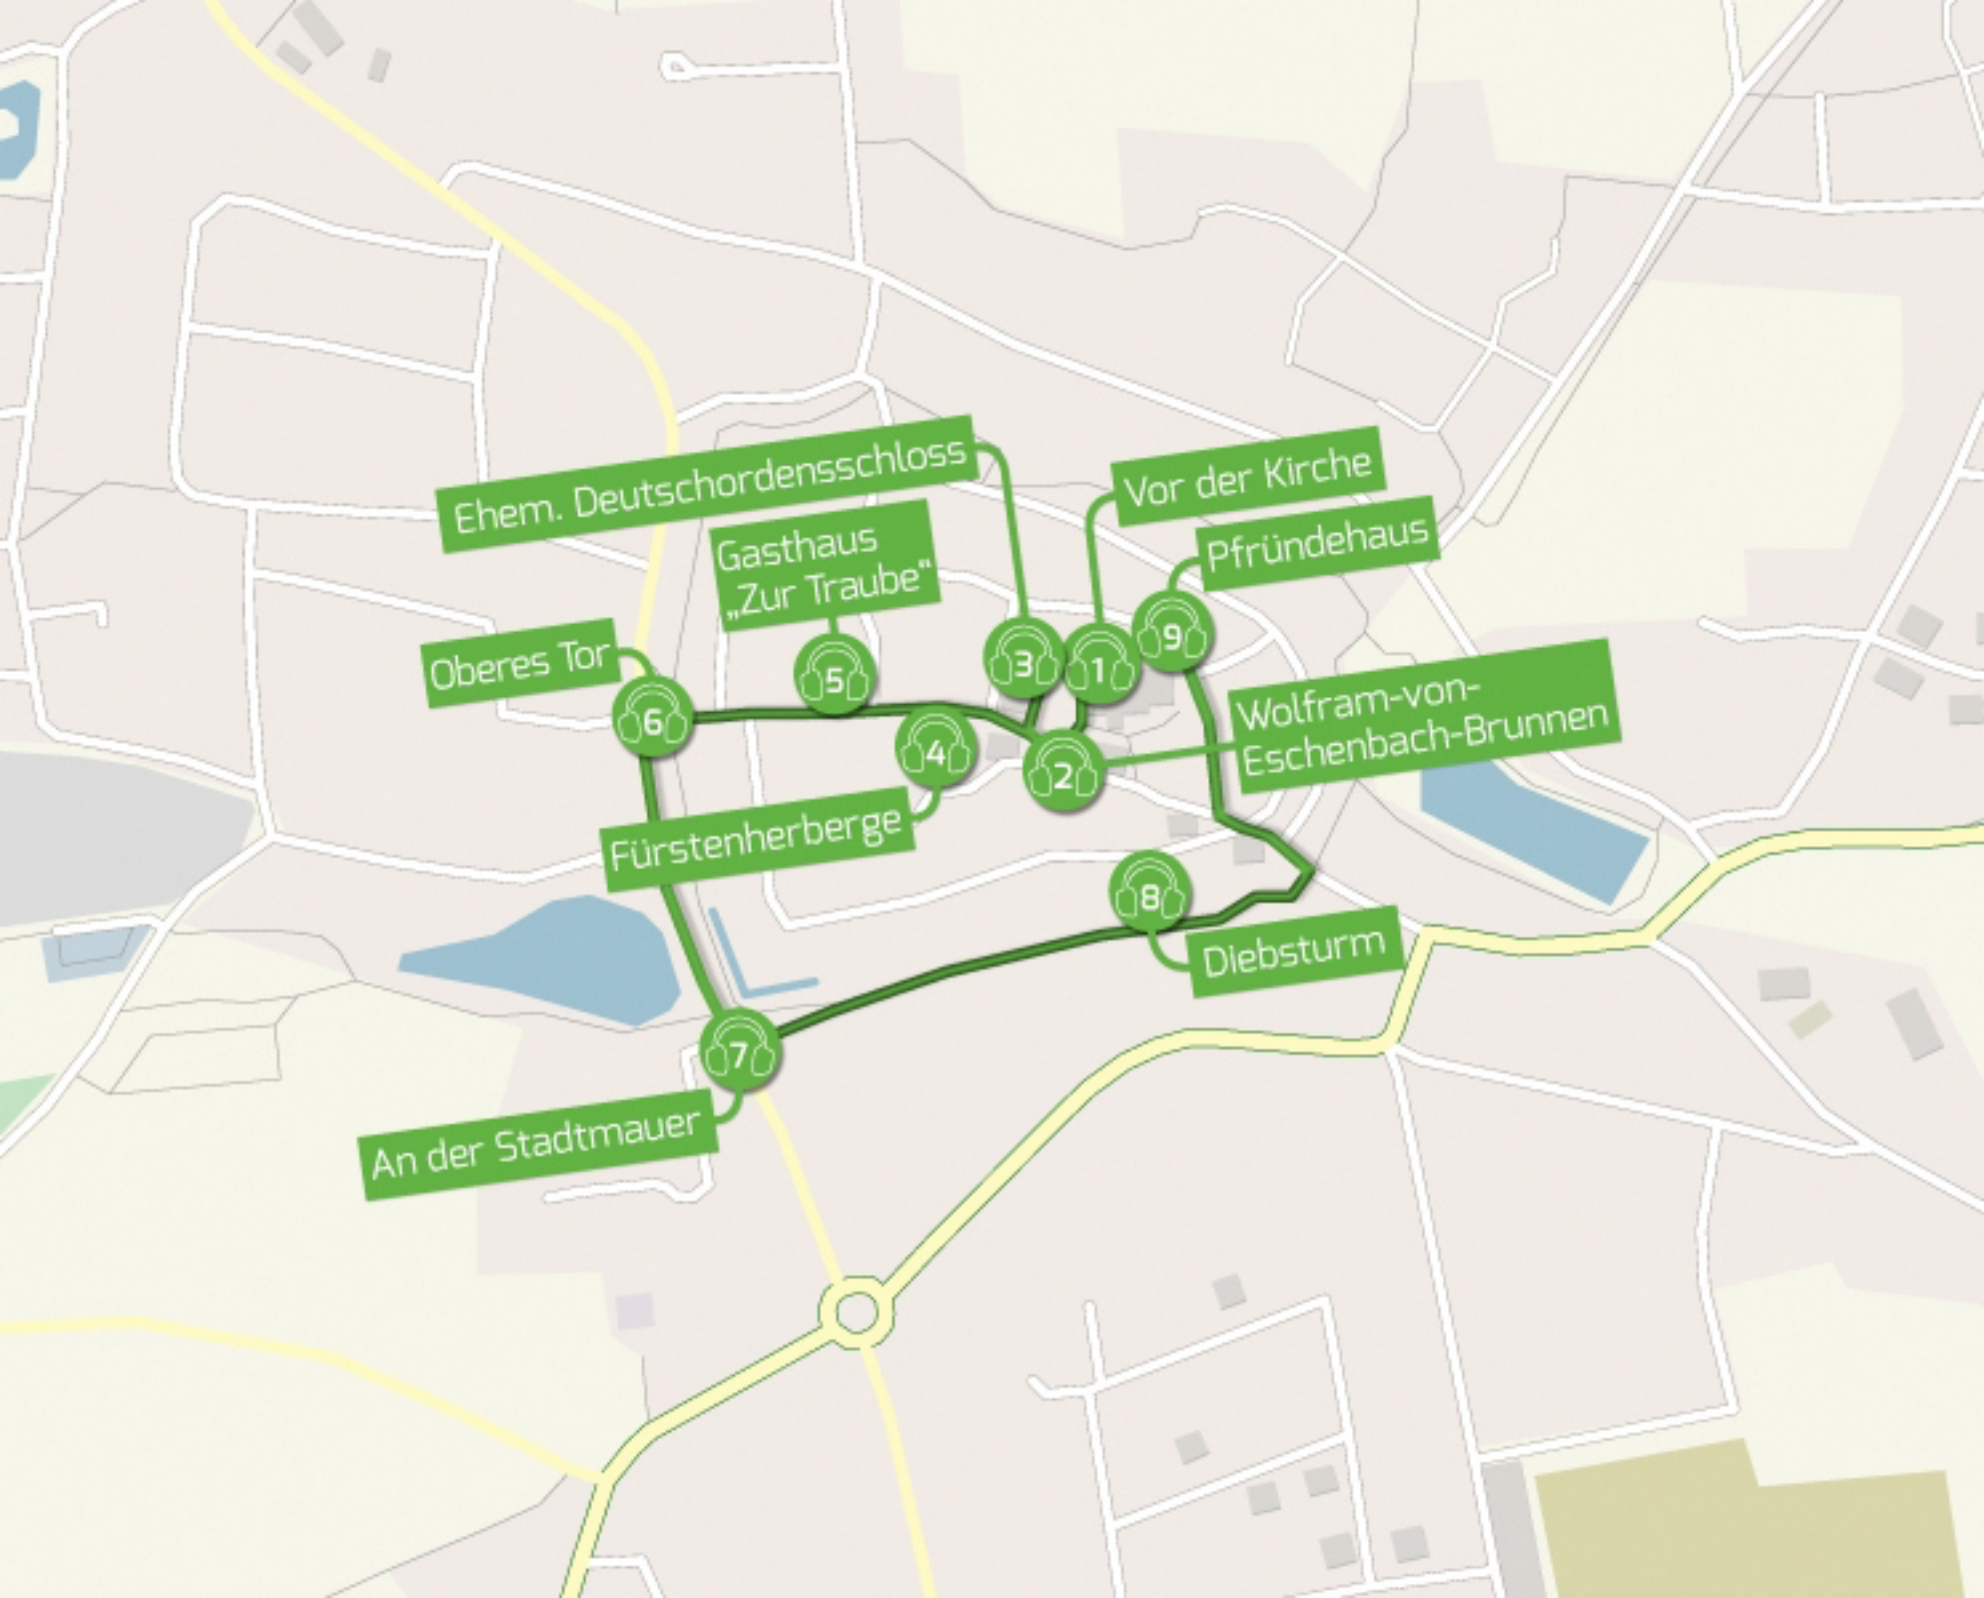 Ehem. Deutschordensschloss
Vor der Kirche
Gasthaus
„Zur Traube“
Pfründehaus
Oberes Tor
9
3
1
5
6
Wolfram-von-
Eschenbach-Brunnen
4
2
Fürstenherberge
8
Diebsturm
7
An der Stadtmauer